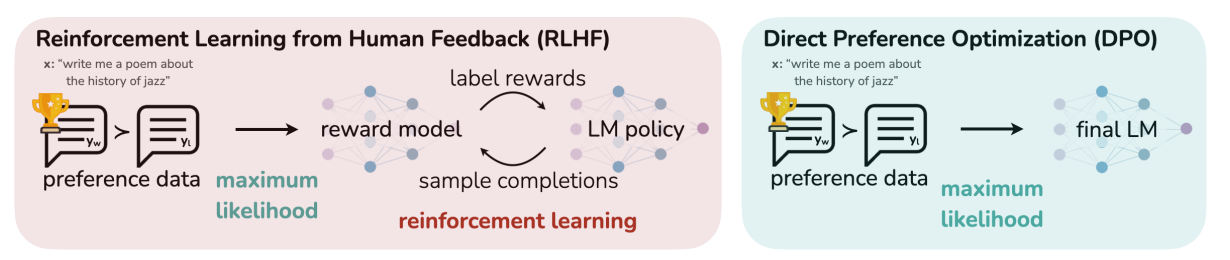 Reinforcement Learning from Human Feedback (RLHF)
x: "write me a poem about
the history of jazz"
label rewards
y_w
≻
y_l
reward model
LM policy
preference data
maximum
likelihood
sample completions
reinforcement learning
Direct Preference Optimization (DPO)
x: "write me a poem about
the history of jazz"
y_w
≻
y_l
final LM
preference data
maximum
likelihood